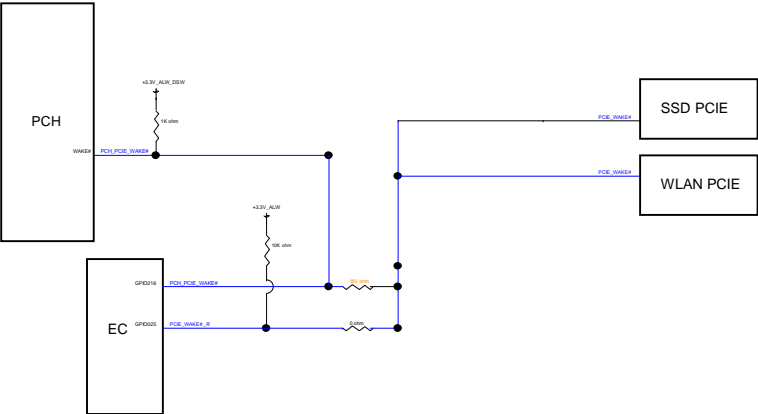 +3.3V_ALW_DSW
1K ohm
PCH
WAKE#
PCH_PCIE_WAKE#
SSD PCIE
PCIE_WAKE#
WLAN PCIE
PCIE_WAKE#
+3.3V_ALW
10K ohm
EC
GPIO216
PCH_PCIE_WAKE#
GPIO025
PCIE_WAKE#_R
0 ohm